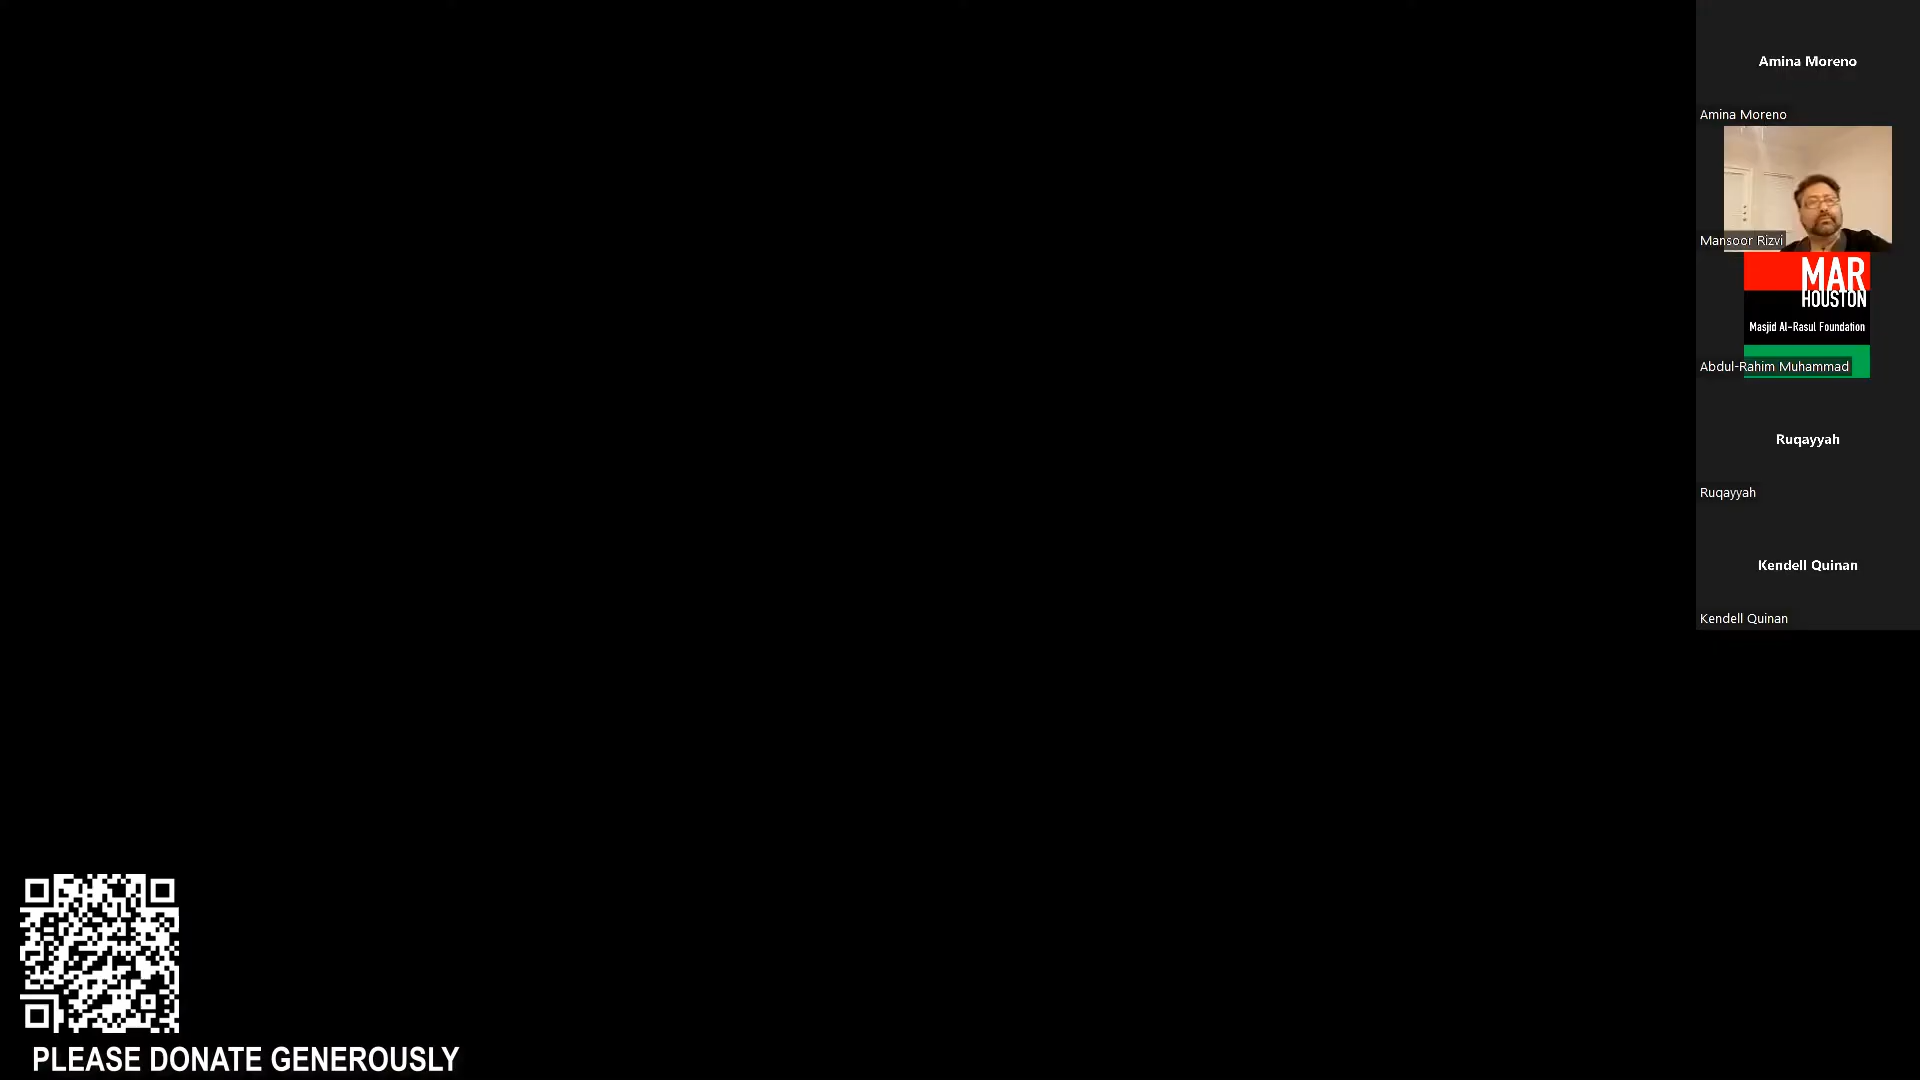 Amina Moreno
Amina Moreno
Mansoor Rizvi
MAR
HOUSTON
Masjid Al-Rasul Foundation
Abdul-Rahim Muhammad
Ruqayyah
Ruqayyah
Kendell Quinan
Kendell Quinan
PLEASE DONATE GENEROUSLY